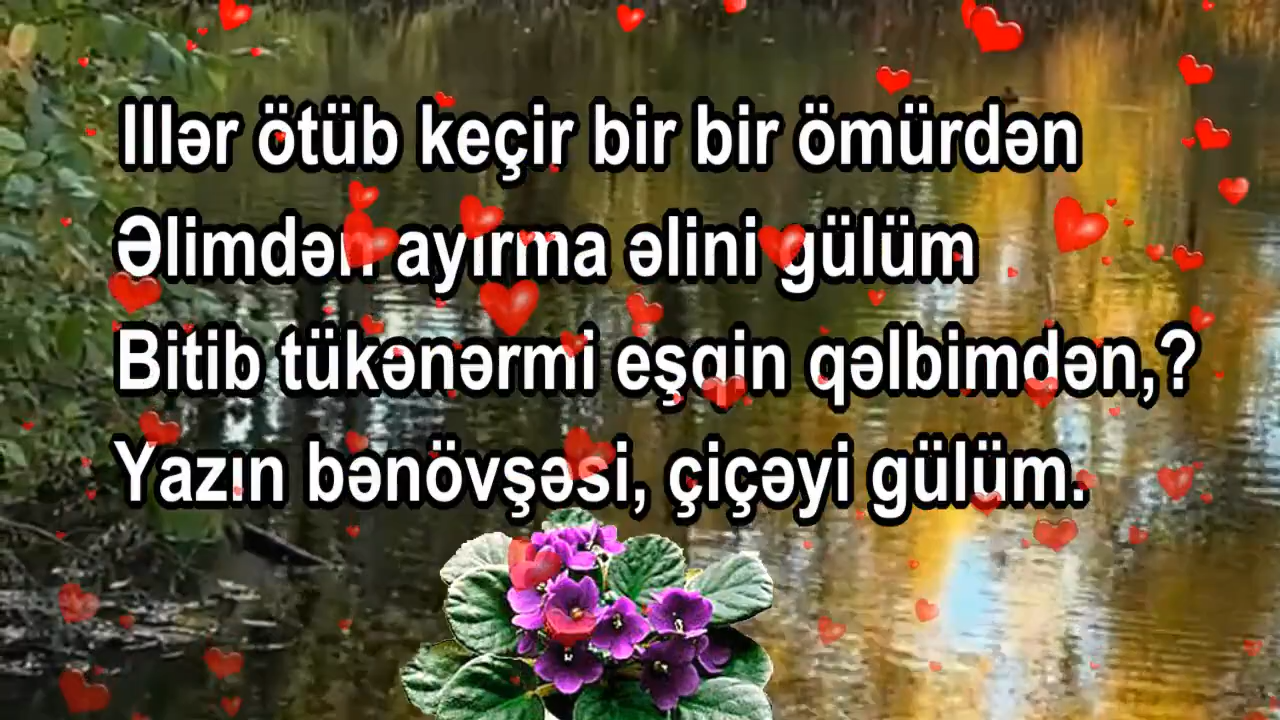 Illər ötüb keçir bir bir ömürdən
Əlimdən ayırma əlini gülüm
Bitib tükənərmi eşqin qəlbimdən,?
Yazın bənövşəsi, çiçəyi gülüm.